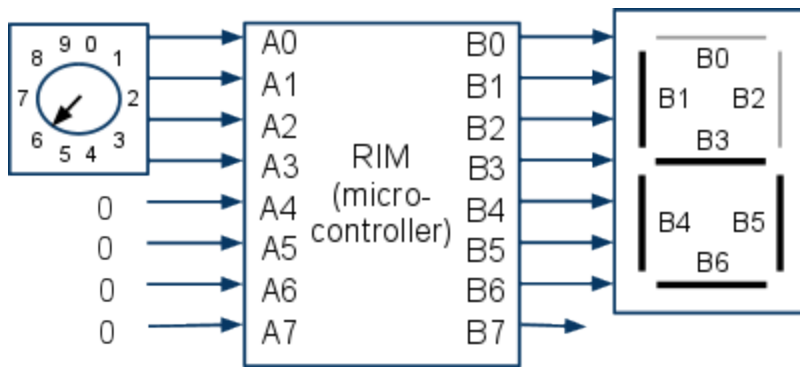 9 0
8 1
7 2
6 3
5 4
0
0
0
0
A0
A1
A2
A3
A4
A5
A6
A7
RIM
(micro-
controller)
B0
B1
B2
B3
B4
B5
B6
B7
B0
B1 B2
B3
B4 B5
B6